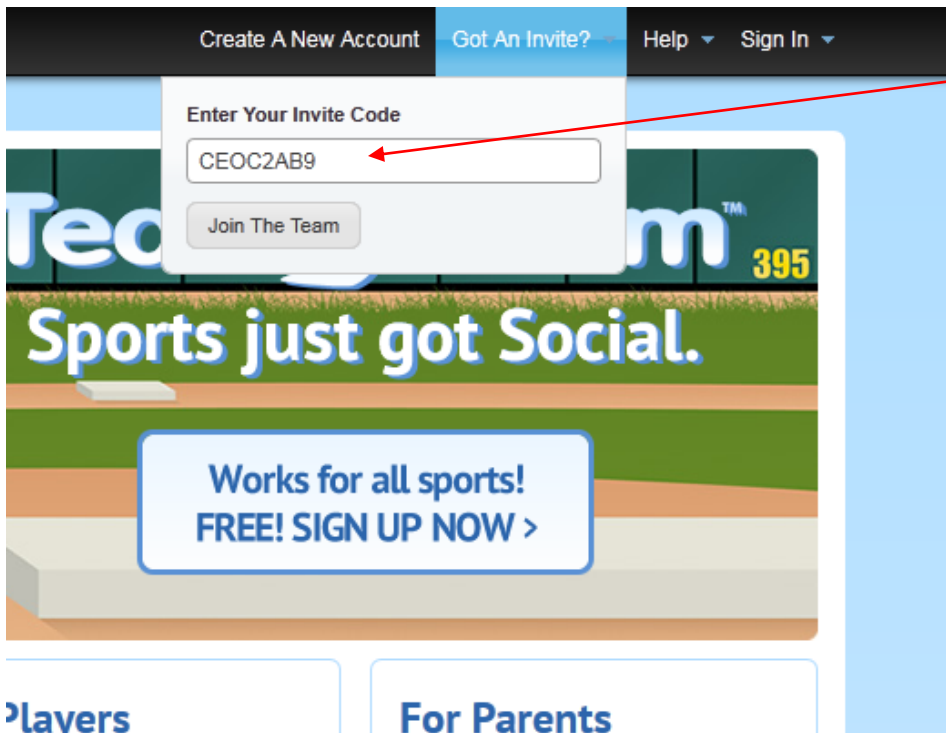 Create A New Account Got An Invite? Help Sign In
Enter Your Invite Code
CEOC2AB9
Join The Team
TM
395
Sports just got Social.
Works for all sports!
FREE! SIGN UP NOW >
Players For Parents